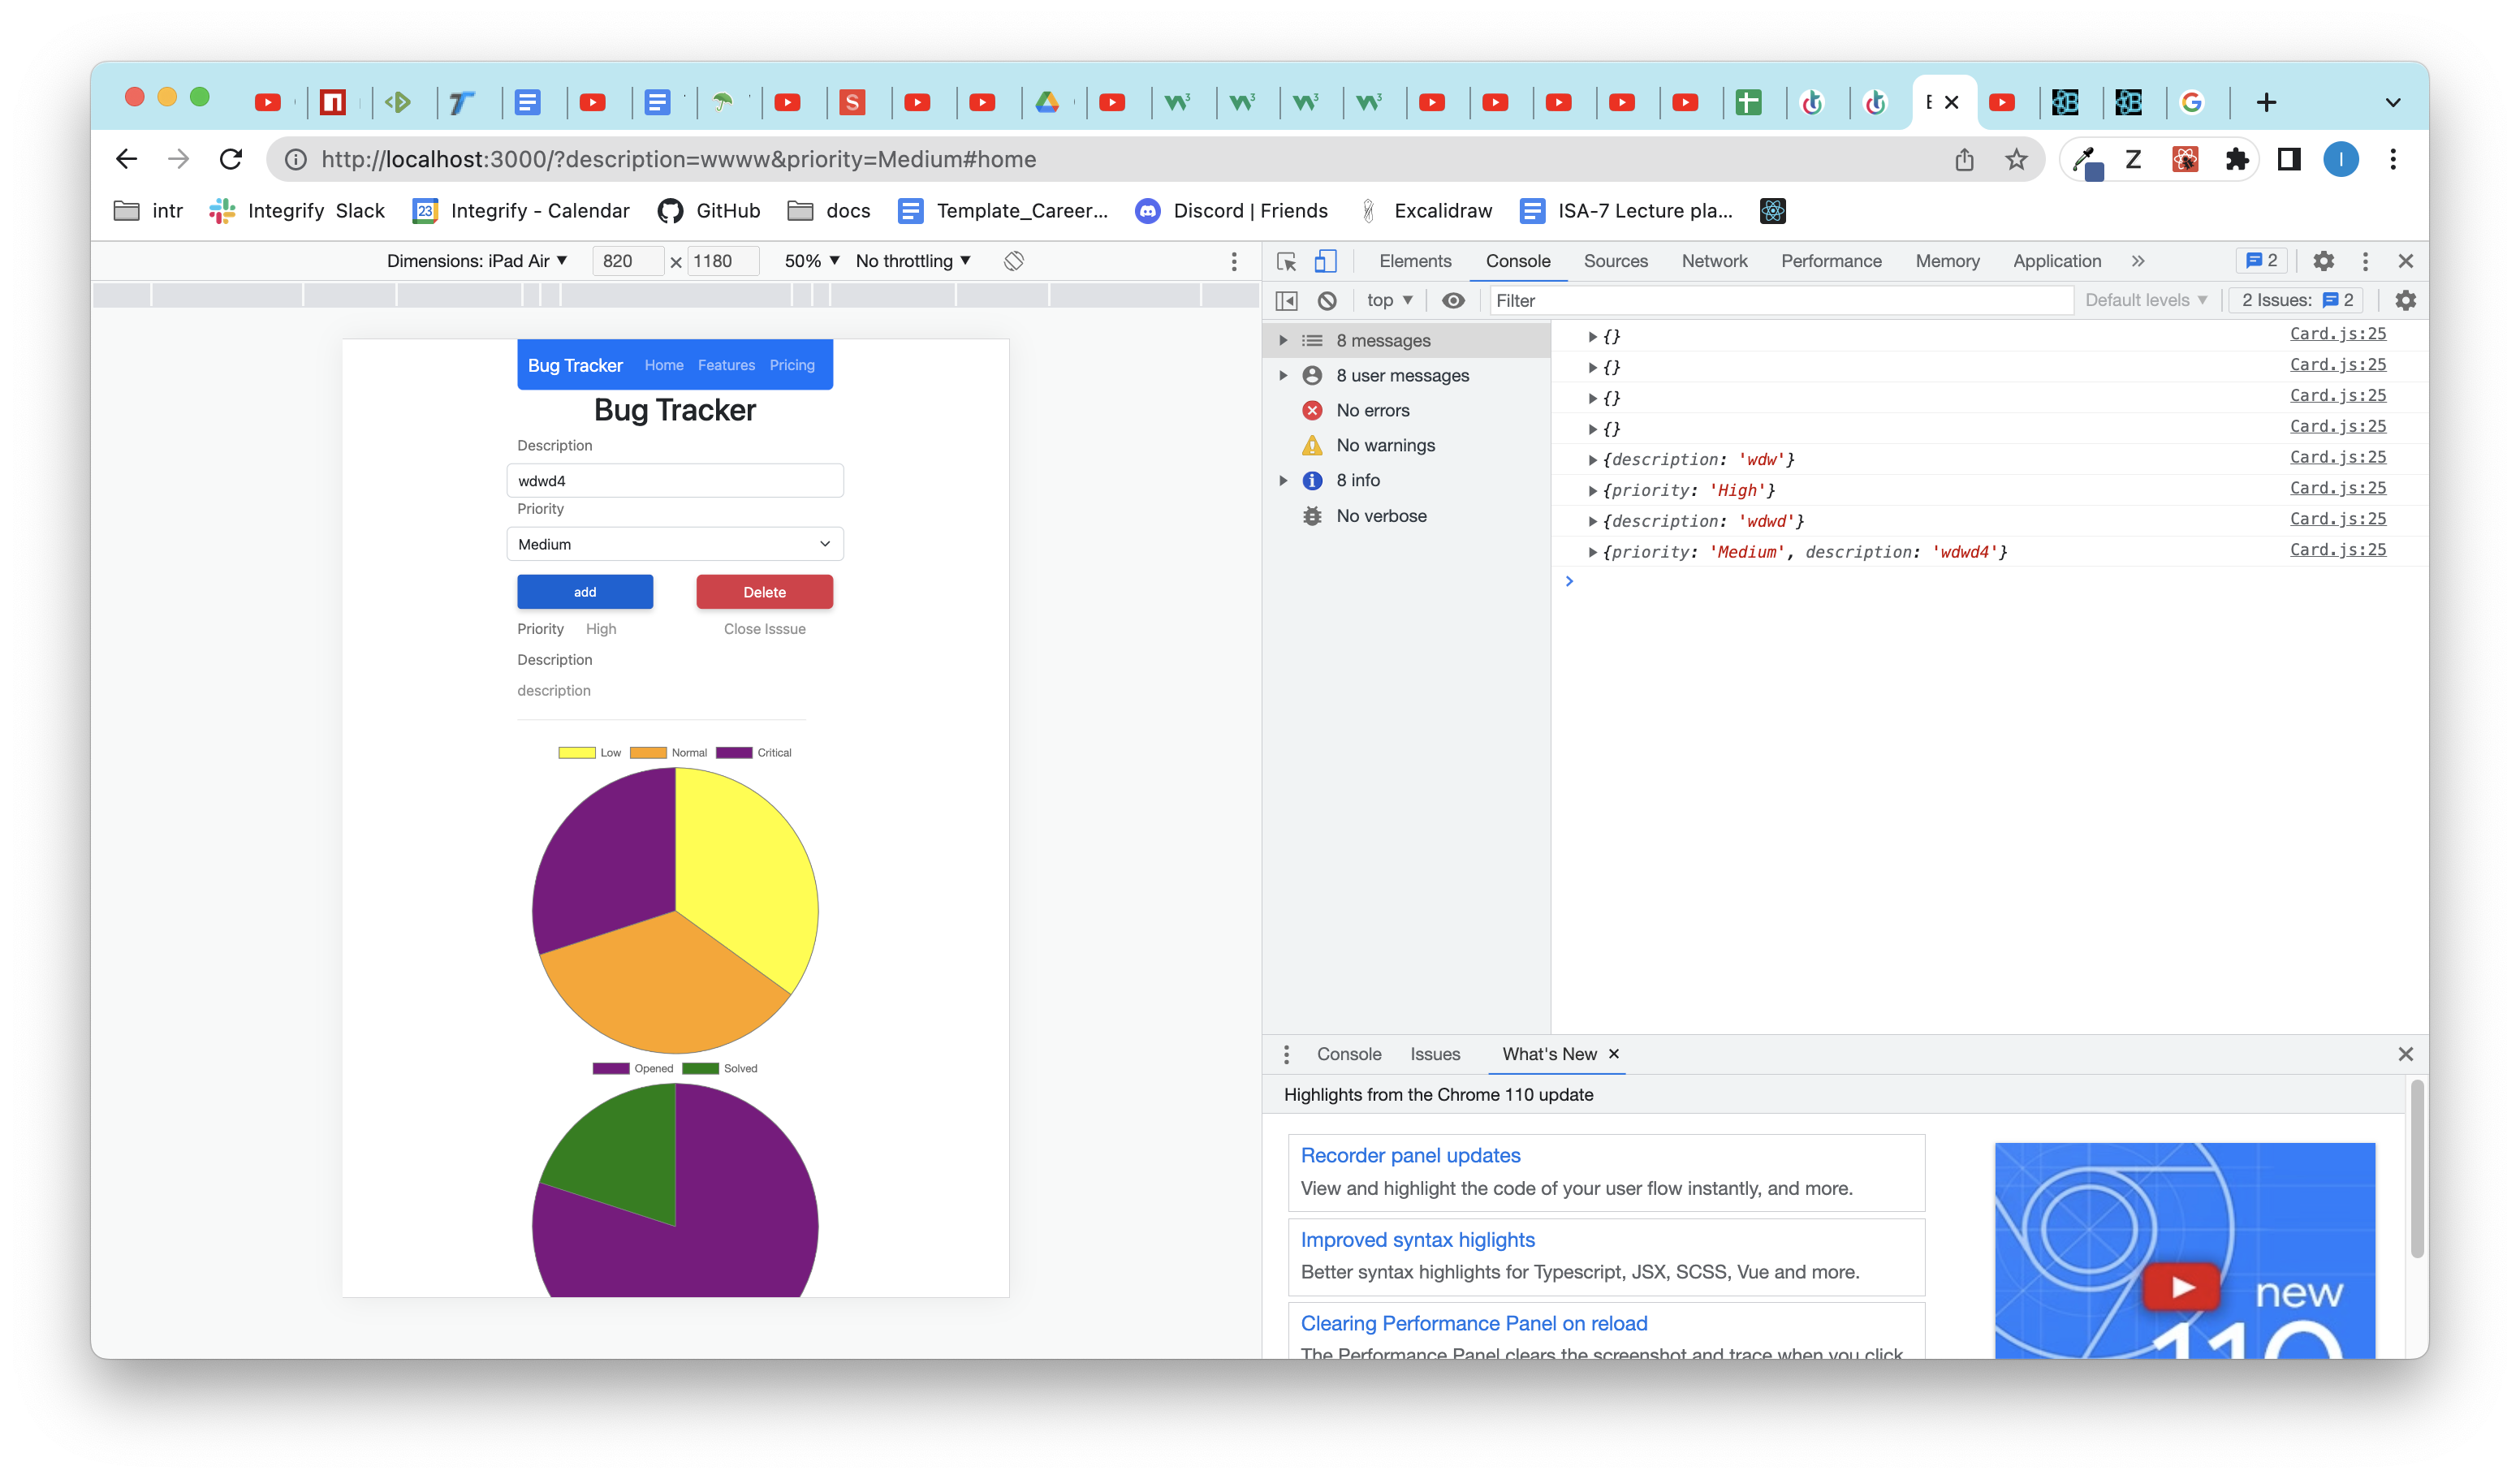 E
http://localhost:3000/?description=wwww&priority=Medium#home
Z
I
intr
Integrify Slack
23
Integrify - Calendar
GitHub
docs
Template_Career...
Discord | Friends
Excalidraw
ISA-7 Lecture pla...
Dimensions: iPad Air
820
×
1180
50%
No throttling
Bug Tracker
Home
Features
Pricing
Bug Tracker
Description
wdwd4
Priority
Medium
add
Delete
Priority
High
Close Isssue
Description
description
Low
Normal
Critical
Opened
Solved
Elements
Console
Sources
Network
Performance
Memory
Application
2
top
Filter
Default levels
2 Issues:
2
8 messages
8 user messages
No errors
No warnings
8 info
No verbose
{} Card.js:25
{} Card.js:25
{} Card.js:25
{} Card.js:25
{description: 'wdw'} Card.js:25
{priority: 'High'} Card.js:25
{description: 'wdwd'} Card.js:25
{priority: 'Medium', description: 'wdwd4'} Card.js:25
Console
Issues
What's New
Highlights from the Chrome 110 update
Recorder panel updates
View and highlight the code of your user flow instantly, and more.
Improved syntax higlights
Better syntax highlights for Typescript, JSX, SCSS, Vue and more.
Clearing Performance Panel on reload
The Performance Panel clears the screenshot and trace when you click
new
110